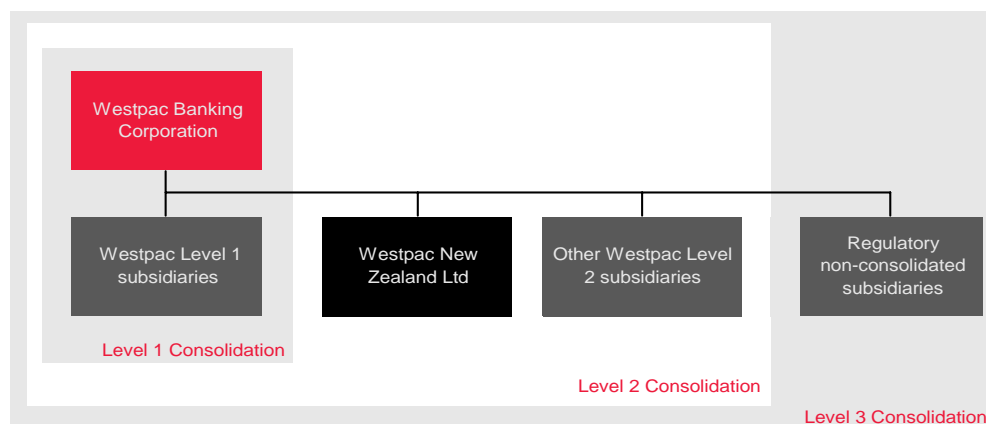 Westpac Banking
Corporation
Westpac Level 1
subsidiaries
Westpac New
Zealand Ltd
Other Westpac Level
2 subsidiaries
Regulatory
non-consolidated
subsidiaries
Level 1 Consolidation
Level 2 Consolidation
Level 3 Consolidation